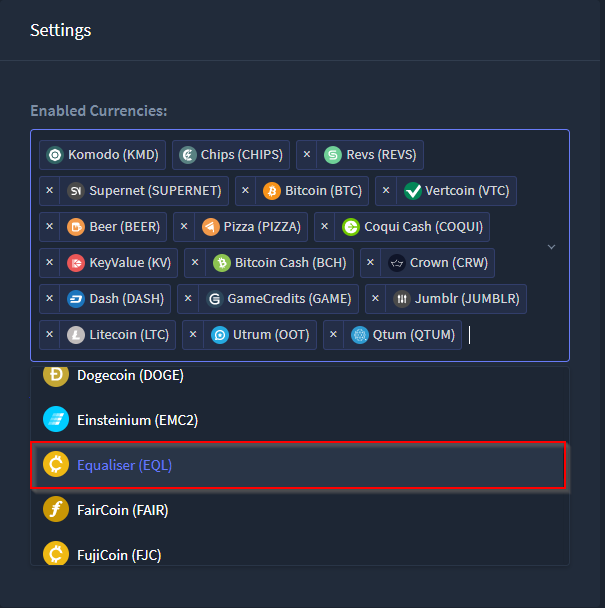 Settings
Enabled Currencies:
Komodo (KMD) Chips (CHIPS) × Revs (REVS)
× Supernet (SUPERNET) × Bitcoin (BTC) × Vertcoin (VTC)
× Beer (BEER) × Pizza (PIZZA) × Coqui Cash (COQUI)
× KeyValue (KV) × Bitcoin Cash (BCH) × Crown (CRW)
× Dash (DASH) × GameCredits (GAME) × Jumblr (JUMBLR)
× Litecoin (LTC) × Utrum (OOT) × Qtum (QTUM)
Dogecoin (DOGE)
Einsteinium (EMC2)
Equaliser (EQL)
FairCoin (FAIR)
FujiCoin (FJC)